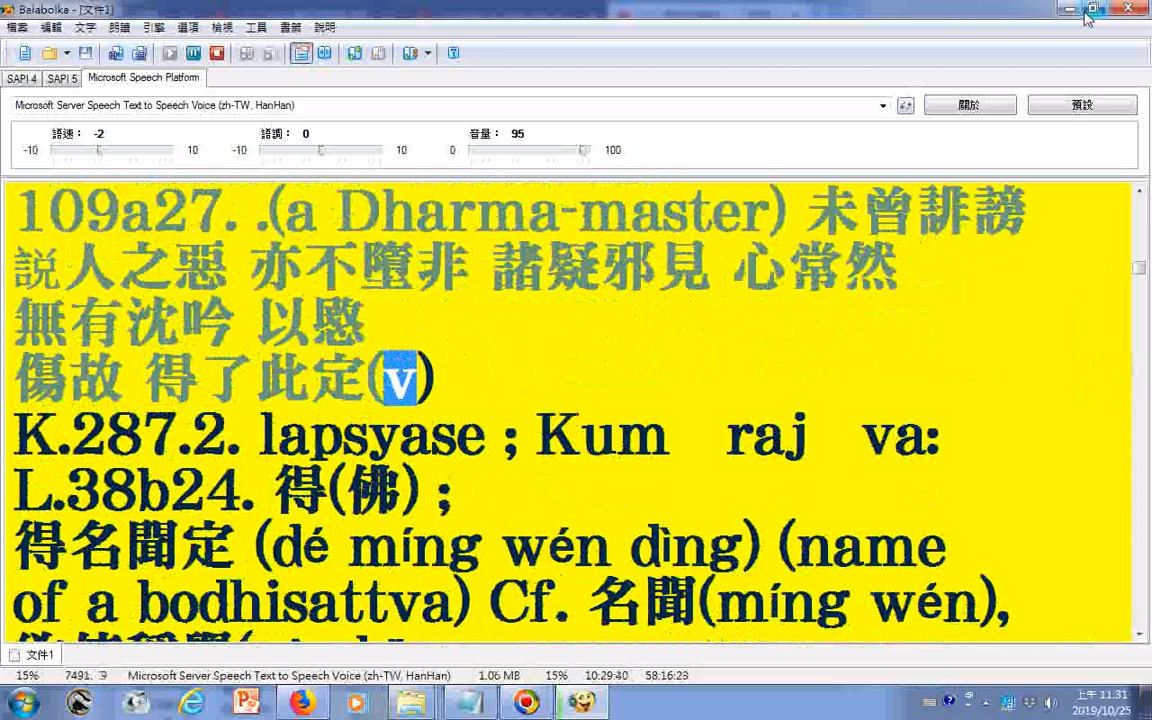 Balabolka - [文件1]
檔案 編輯 文字 朗讀 引擎 選項 檢視 工具 書籤 說明
SAPI 4 SAPI 5 Microsoft Speech Platform
Microsoft Server Speech Text to Speech Voice (zh-TW, HanHan) 關於 預設
語速： -2 語調： 0 音量： 95
-10 10 -10 10 0 100
109a27. .(a Dharma-master) 未曾誹謗
説人之惡 亦不墮非 諸疑邪見 心常然
無有沈吟 以愍
傷故 得了此定(v)
K.287.2. lapsyase ; Kum raj va:
L.38b24. 得(佛) ;
得名聞定 (dé míng wén dìng) (name
of a bodhisattva) Cf. 名聞(míng wén),
文件1
15% Microsoft Server Speech Text to Speech Voice (zh-TW, HanHan) 1.06 MB 15% 10:29:40 58:16:23
上午 11:31
2019/10/25